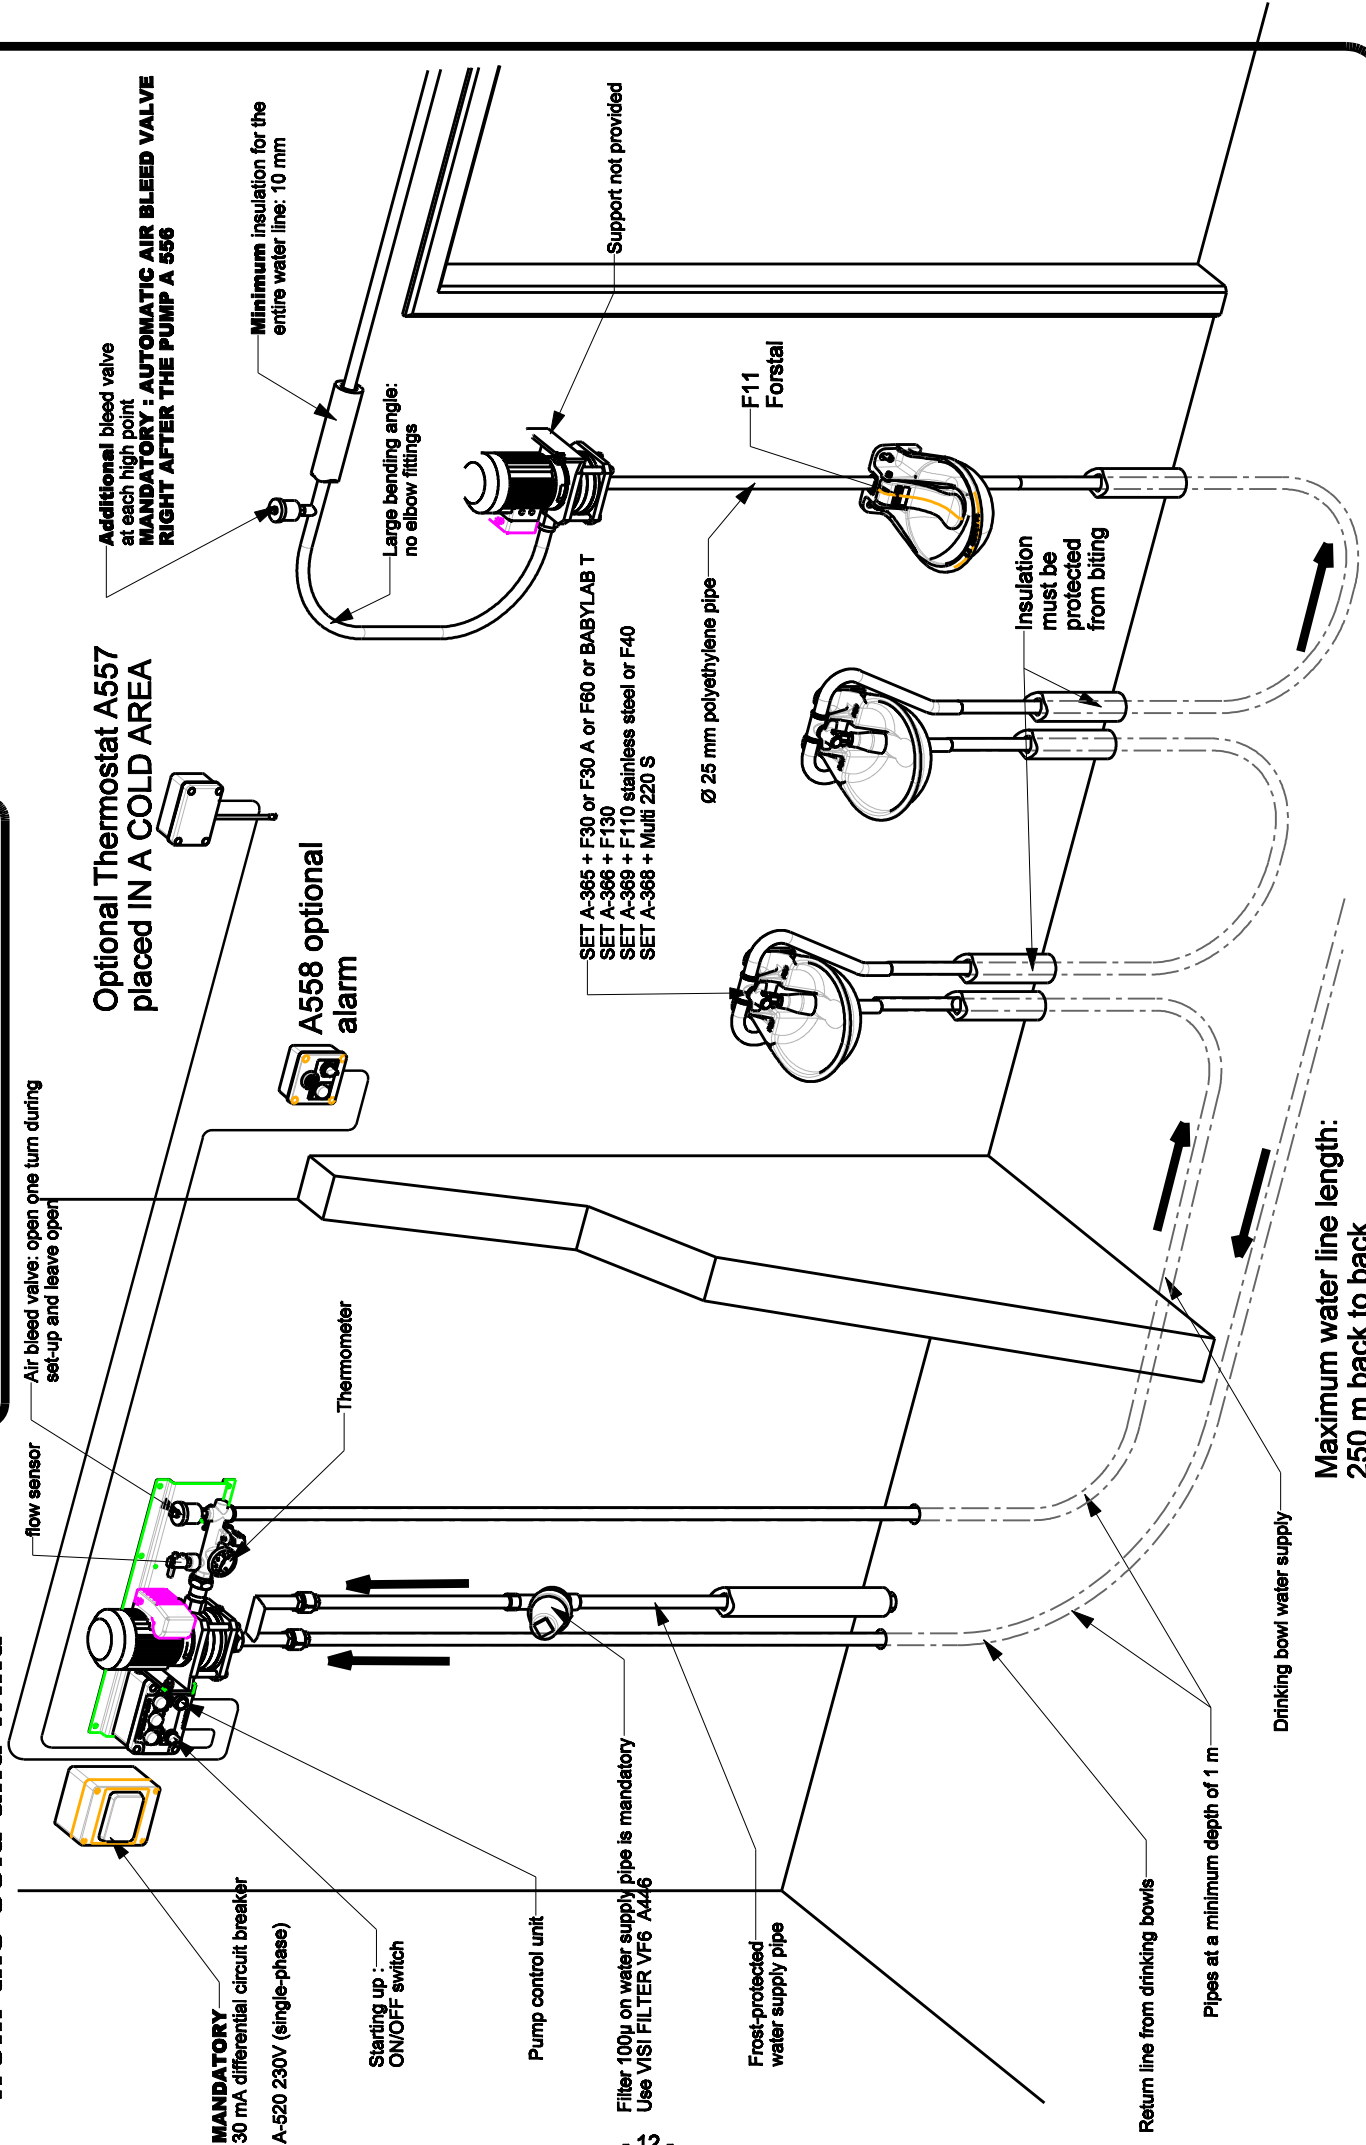 Additional bleed valve
at each high point
MANDATORY : AUTOMATIC AIR BLEED VALVE
RIGHT AFTER THE PUMP A 556
Minimum insulation for the
entire water line: 10 mm
Large bending angle:
no elbow fittings
Support not provided
F11
Forstal
Optional Thermostat A557
placed IN A COLD AREA
A558 optional
alarm
SET A-365 + F30 or F30 A or F60 or BABYLAB T
SET A-366 + F130
SET A-369 + F110 stainless steel or F40
SET A-368 + Multi 220 S
Ø 25 mm polyethylene pipe
Insulation
must be
protected
from biting
Air bleed valve: open one turn during
set-up and leave open
flow sensor
Thermometer
MANDATORY
30 mA differential circuit breaker
A-520 230V (single-phase)
Starting up :
ON/OFF switch
Pump control unit
Filter 100µ on water supply pipe is mandatory
Use VISI FILTER VF6 A446
Frost-protected
water supply pipe
Return line from drinking bowls
Pipes at a minimum depth of 1 m
Drinking bowl water supply
Maximum water line length:
250 m back to back
- 12 -